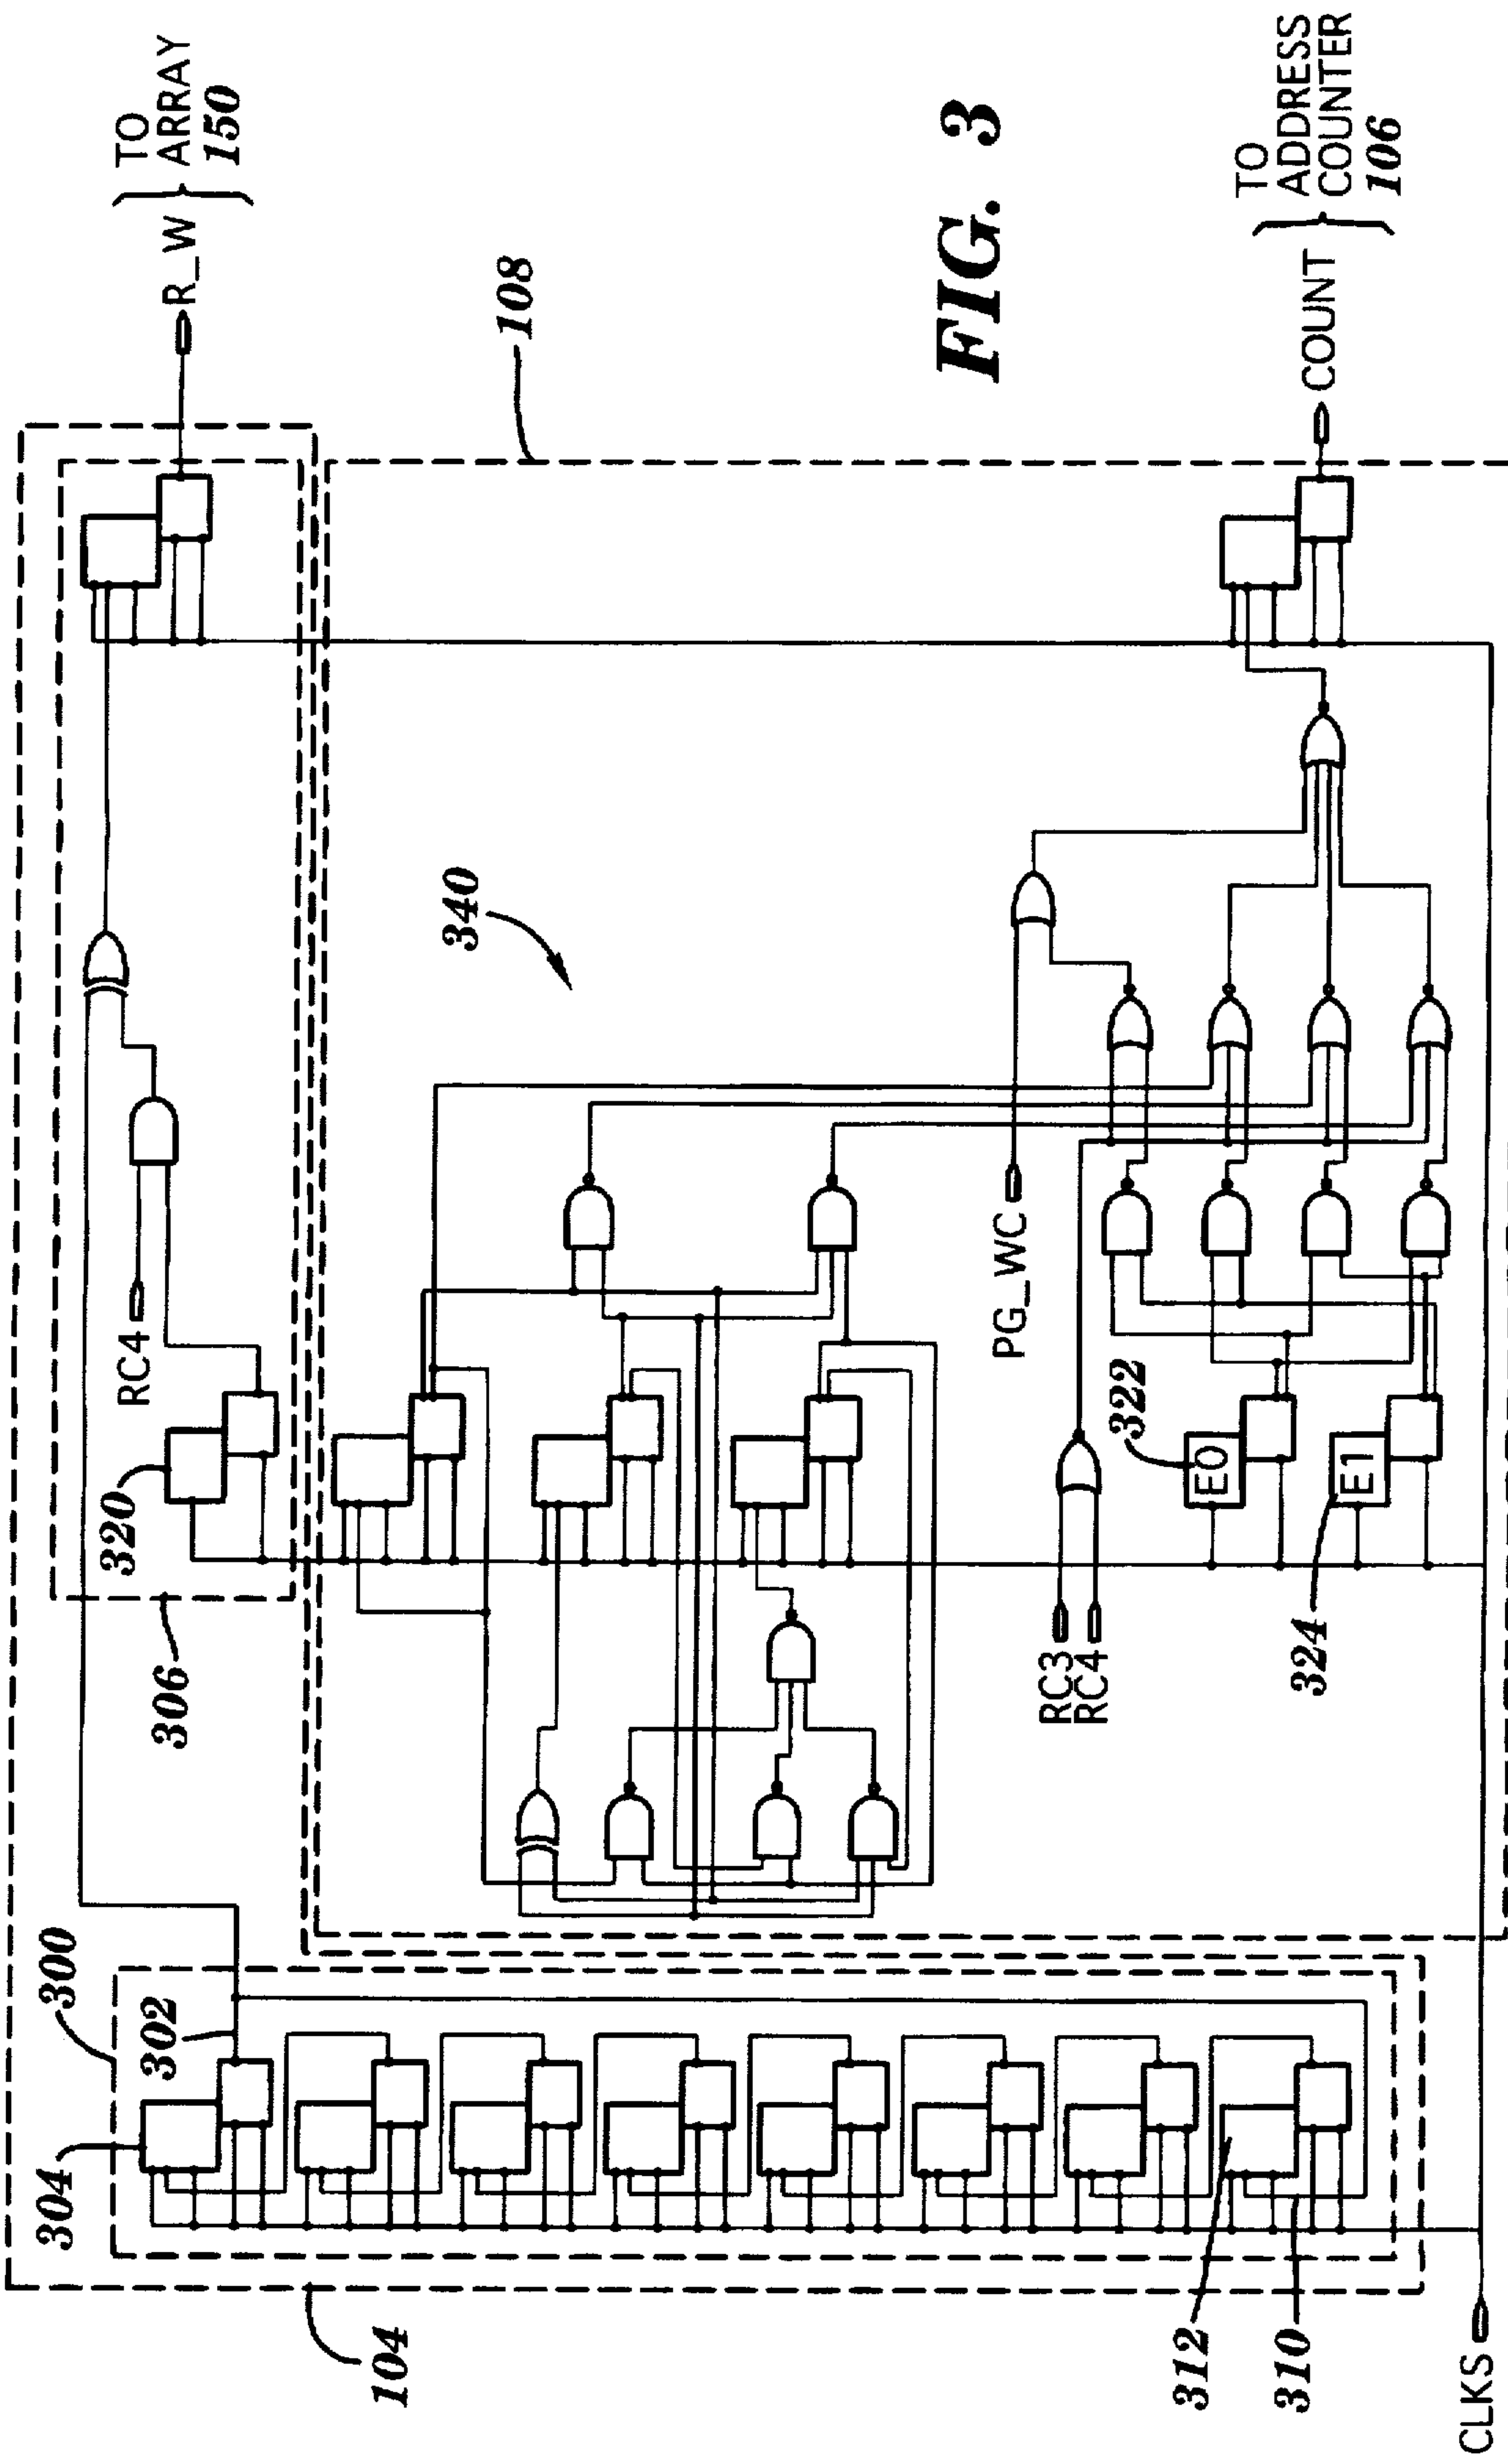 300
304
302
104
312
310
CLKS
306
320
RC4
TO
ARRAY
150
R_W
108
340
PG_WC
RC3
RC4
322
E0
324
E1
FIG. 3
COUNT
TO
ADDRESS
COUNTER
106